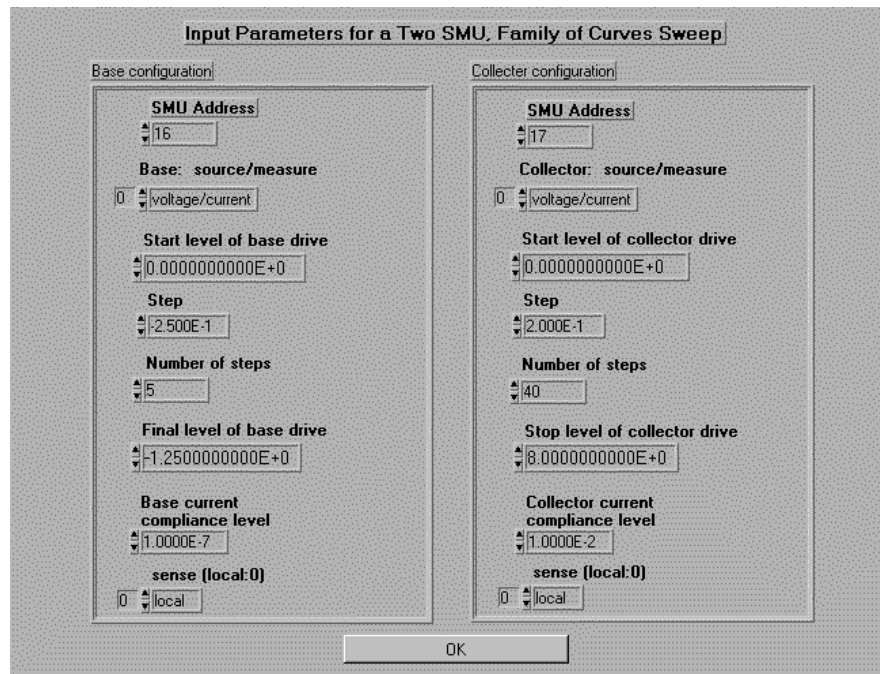 Input Parameters for a Two SMU, Family of Curves Sweep
Base configuration
SMU Address
16
Base: source/measure
0 voltage/current
Start level of base drive
0.0000000000E+0
Step
-2.500E-1
Number of steps
5
Final level of base drive
-1.2500000000E+0
Base current
compliance level
1.0000E-7
sense (local:0)
0 local
Collecter configuration
SMU Address
17
Collector: source/measure
0 voltage/current
Start level of collector drive
0.0000000000E+0
Step
2.000E-1
Number of steps
40
Stop level of collector drive
8.0000000000E+0
Collector current
compliance level
1.0000E-2
sense (local:0)
0 local
OK